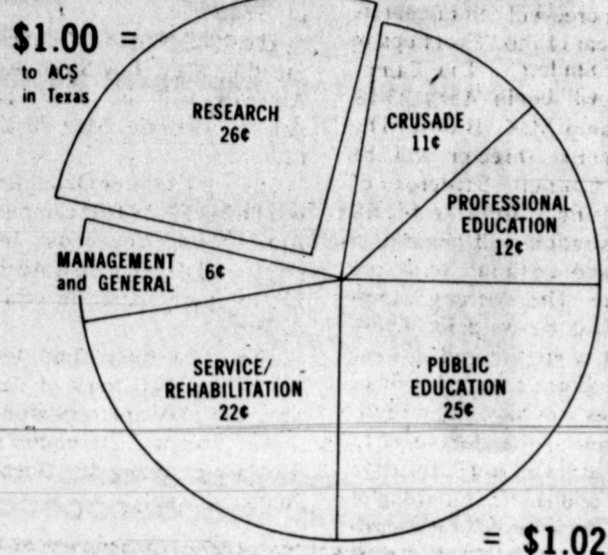 $1.00 =
to ACS
in Texas
RESEARCH
26¢
CRUSADE
11¢
PROFESSIONAL
EDUCATION
12¢
MANAGEMENT
and GENERAL
6¢
SERVICE/
REHABILITATION
22¢
PUBLIC
EDUCATION
25¢
= $1.02